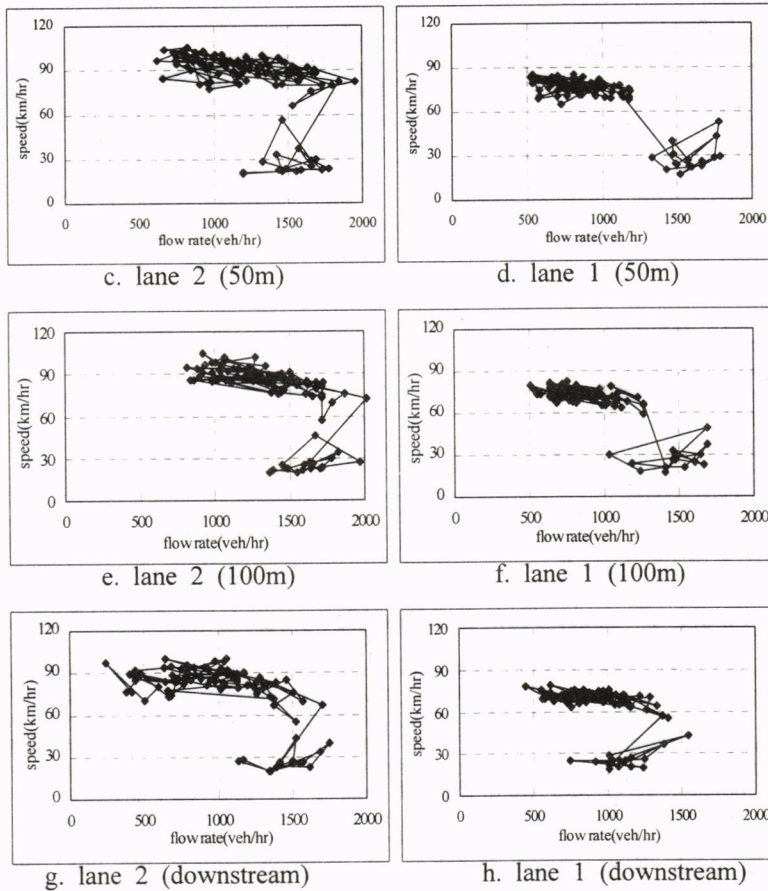 120
90
60
30
0
speed(km/hr)
0 500 1000 1500 2000
flow rate(veh/hr)
c. lane 2 (50m)
120
90
60
30
0
speed(km/hr)
0 500 1000 1500 2000
flow rate(veh/hr)
d. lane 1 (50m)
120
90
60
30
0
speed(km/hr)
0 500 1000 1500 2000
flow rate(veh/hr)
e. lane 2 (100m)
120
90
60
30
0
speed(km/hr)
0 500 1000 1500 2000
flow rate(veh/hr)
f. lane 1 (100m)
120
90
60
30
0
speed(km/hr)
0 500 1000 1500 2000
flow rate(veh/hr)
g. lane 2 (downstream)
120
90
60
30
0
speed(km/hr)
0 500 1000 1500 2000
flow rate(veh/hr)
h. lane 1 (downstream)